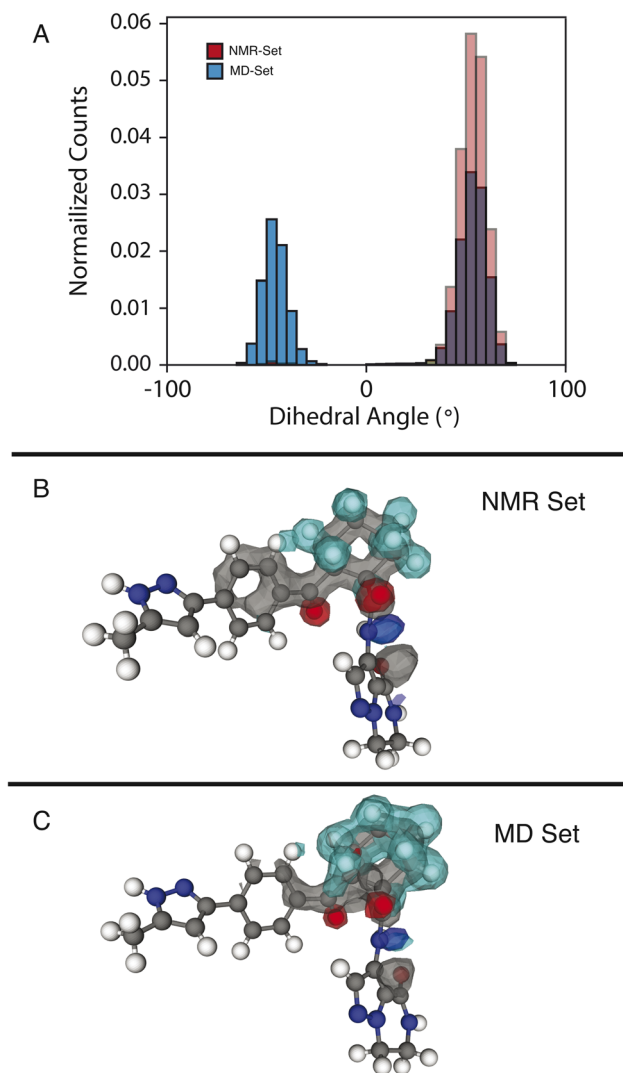 A
0.06
0.05
0.04
0.03
0.02
0.01
0.00
Normailized Counts
NMR-Set
MD-Set
-100
0
100
Dihedral Angle (°)
B
NMR Set
C
MD Set